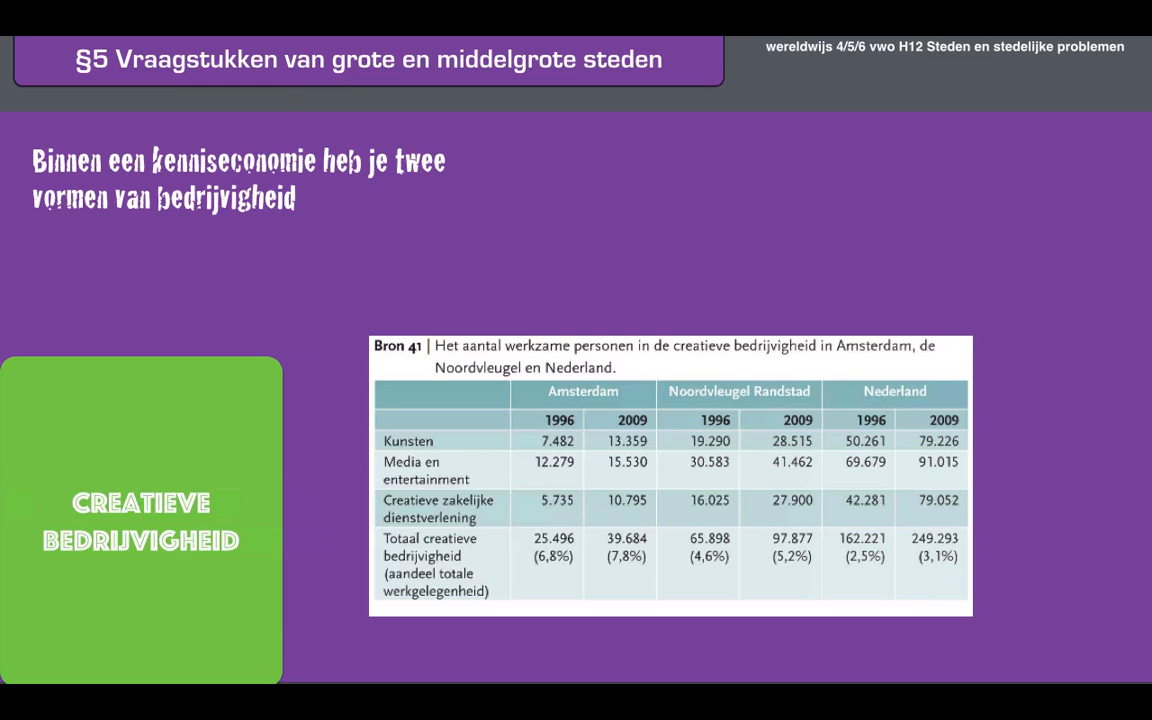 §5 Vraagstukken van grote en middelgrote steden
wereldwijs 4/5/6 vwo H12 Steden en stedelijke problemen
Binnen een kenniseconomie heb je twee
vormen van bedrijvigheid
CREATIEVE
BEDRIJVIGHEID
Bron 41 | Het aantal werkzame personen in de creatieve bedrijvigheid in Amsterdam, de
Noordvleugel en Nederland.
Amsterdam Noordvleugel Randstad Nederland
1996 2009 1996 2009 1996 2009
Kunsten 7.482 13.359 19.290 28.515 50.261 79.226
Media en 12.279 15.530 30.583 41.462 69.679 91.015
entertainment
Creatieve zakelijke 5.735 10.795 16.025 27.900 42.281 79.052
dienstverlening
Totaal creatieve 25.496 39.684 65.898 97.877 162.221 249.293
bedrijvigheid (6,8%) (7,8%) (4,6%) (5,2%) (2,5%) (3,1%)
(aandeel totale
werkgelegenheid)